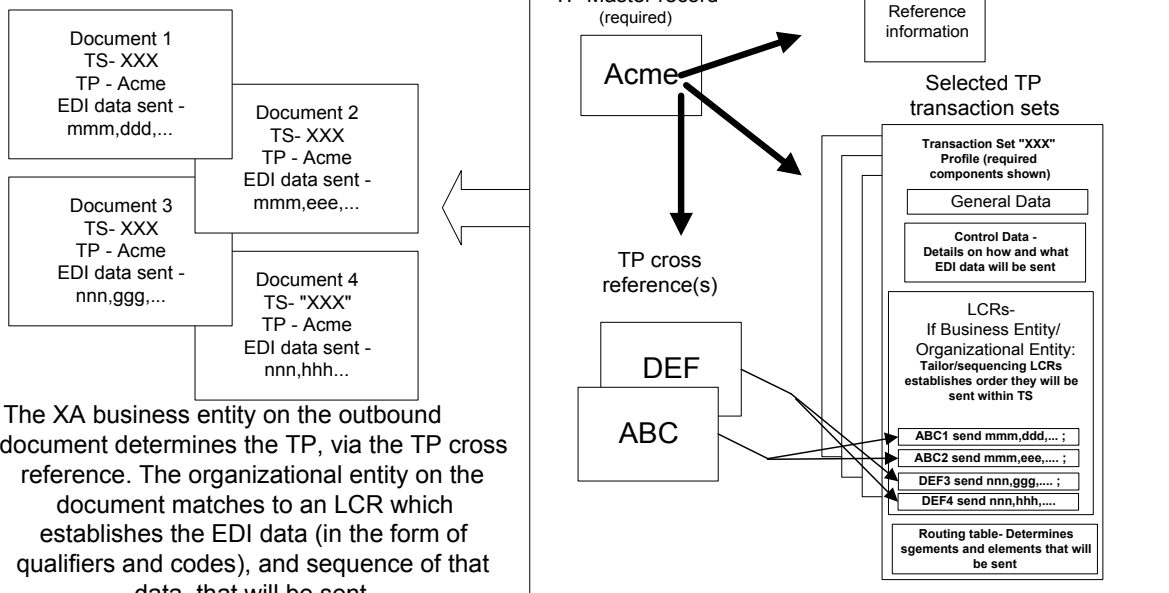 Document 1
TS- XXX
TP - Acme
EDI data sent -
mmm,ddd,...
Document 2
TS- XXX
TP - Acme
EDI data sent -
mmm,eee,...
Document 3
TS- XXX
TP - Acme
EDI data sent -
nnn,ggg,...
Document 4
TS- "XXX"
TP - Acme
EDI data sent -
nnn,hhh...
The XA business entity on the outbound
document determines the TP, via the TP cross
reference. The organizational entity on the
document matches to an LCR which
establishes the EDI data (in the form of
qualifiers and codes), and sequence of that
data, that will be sent
TP Master record
(required)
Acme
Reference
information
TP cross
reference(s)
DEF
ABC
Selected TP
transaction sets
Transaction Set "XXX"
Profile (required
components shown)
General Data
Control Data -
Details on how and what
EDI data will be sent
LCRs-
If Business Entity/
Organizational Entity:
Tailor/sequencing LCRs
establishes order they will be
sent within TS
ABC1 send mmm,ddd,... ;
ABC2 send mmm,eee,.... ;
DEF3 send nnn,ggg,.... ;
DEF4 send nnn,hhh,....
Routing table- Determines
sgements and elements that will
be sent